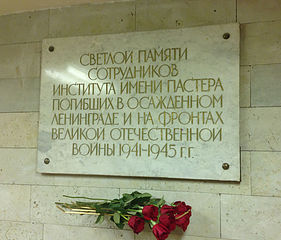 СВЕТЛОЙ ПАМЯТИ
СОТРУДНИКОВ
ИНСТИТУТА ИМЕНИ ПАСТЕРА
ПОГИБШИХ В ОСАЖДЕННОМ
ЛЕНИНГРАДЕ И НА ФРОНТАХ
ВЕЛИКОЙ ОТЕЧЕСТВЕННОЙ
ВОЙНЫ 1941-1945 Г.Г.